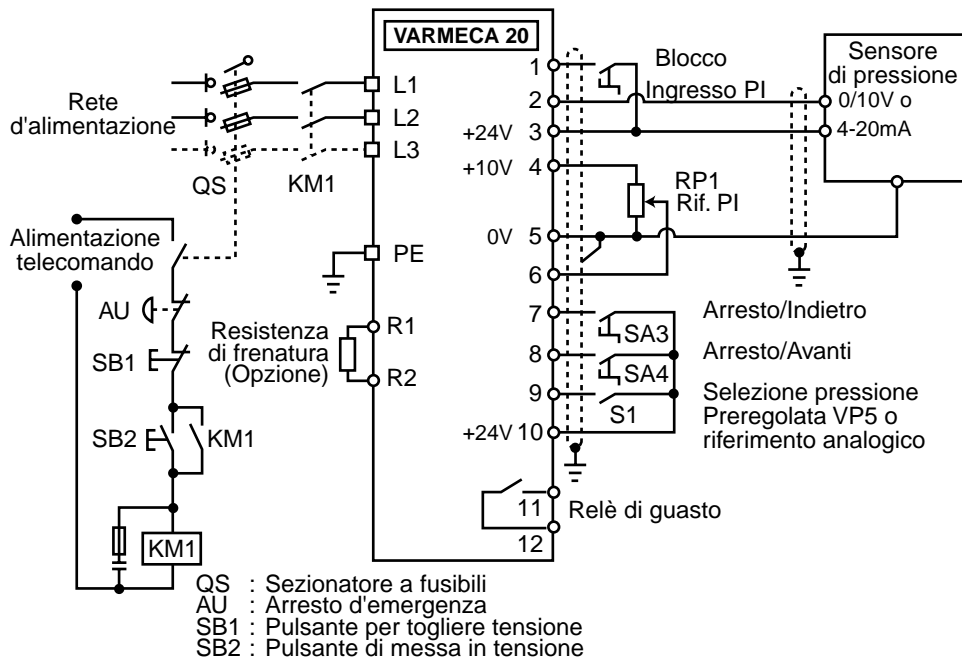 VARMECA 20
Rete
d'alimentazione
QS
KM1
L1
L2
L3
PE
R1
R2
Resistenza
di frenatura
(Opzione)
Alimentazione
telecomando
AU
SB1
SB2
KM1
KM1
1
2
+24V 3
+10V 4
0V 5
6
7
8
9
+24V 10
11
12
Blocco
Ingresso PI
Sensore
di pressione
0/10V o
4-20mA
RP1
Rif. PI
SA3
Arresto/Indietro
SA4
Arresto/Avanti
S1
Selezione pressione
Preregolata VP5 o
riferimento analogico
Relè di guasto
QS : Sezionatore a fusibili
AU : Arresto d'emergenza
SB1 : Pulsante per togliere tensione
SB2 : Pulsante di messa in tensione